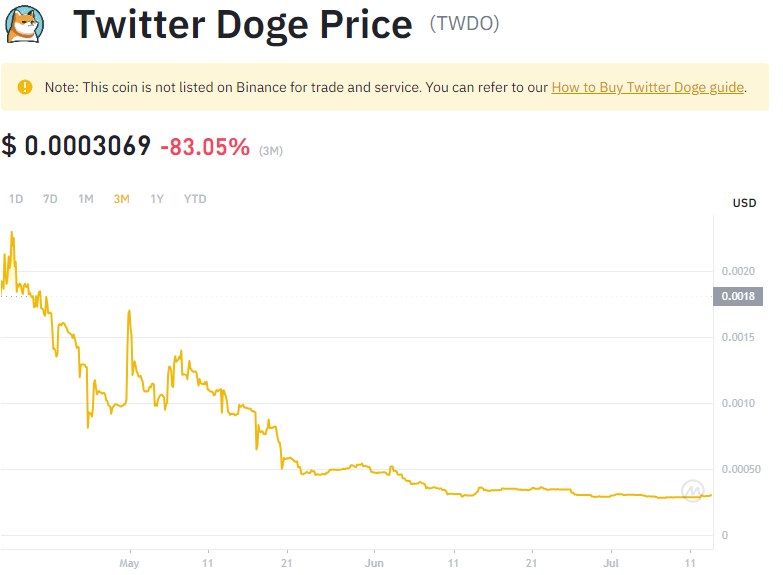 Twitter Doge Price (TWDO)
Note: This coin is not listed on Binance for trade and service. You can refer to our How to Buy Twitter Doge guide.
$ 0.0003069 -83.05% (3M)
1D 7D 1M 3M 1Y YTD
USD
0.0020
0.0018
0.0015
0.0010
0.00050
0
May 11 21 Jun 11 21 Jul 11